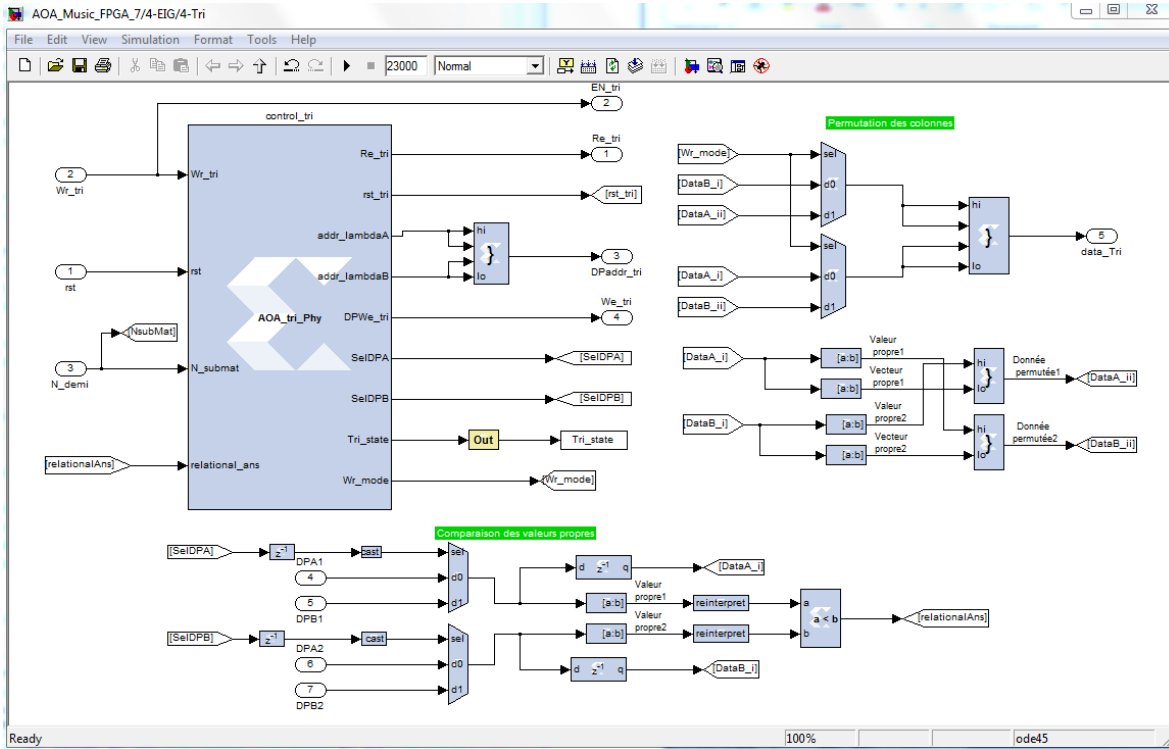 AOA_Music_FPGA_7/4-EIG/4-Tri
File Edit View Simulation Format Tools Help
23000 Normal
EN_tri
2
control_tri
Wr_tri
2
Wr_tri
Re_tri
Re_tri
1
rst_tri
[rst_tri]
addr_lambdaA
hi
}
lo
addr_lambdaB
3
DPaddr_tri
1
rst
rst
AOA_tri_Phy
DPWe_tri
We_tri
4
[NsubMat]
3
N_demi
N_submat
SelDPA
[SelDPA]
SelDPB
[SelDPB]
Tri_state
Out
Tri_state
[relationalAns]
relational_ans
Wr_mode
[Wr_mode]
Permutation des colonnes
[Wr_mode]
sel
[DataB_i]
d0
[DataA_ii]
d1
sel
[DataA_i]
d0
[DataB_ii]
d1
hi
}
lo
5
data_Tri
[DataA_i]
[a:b]
Valeur
propre1
[a:b]
Vecteur
propre1
hi
}
lo
Donnée
permutée1
[DataA_ii]
[DataB_i]
[a:b]
Valeur
propre2
[a:b]
Vecteur
propre2
hi
}
lo
Donnée
permutée2
[DataB_ii]
Comparaison des valeurs propres
[SelDPA]
z-1
cast
sel
DPA1
4
d0
5
d1
DPB1
d z-1 q
[DataA_i]
[a:b]
Valeur
propre1
reinterpret
a
a < b
b
[relationalAns]
[SelDPB]
z-1
cast
sel
DPA2
6
d0
7
d1
DPB2
[a:b]
Valeur
propre2
reinterpret
d z-1 q
[DataB_i]
Ready 100% ode45